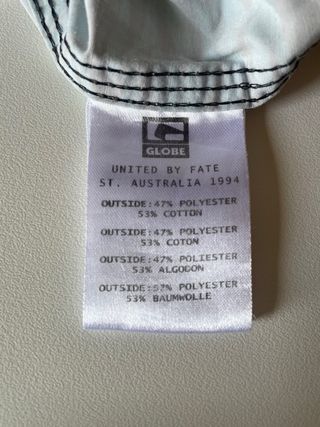 GLOBE
UNITED BY FATE
ST. AUSTRALIA 1994
OUTSIDE:47% POLYESTER
53% COTTON
OUTSIDE:47% POLYESTER
53% COTON
OUTSIDE:47% POLIESTER
53% ALGODON
OUTSIDE:57% POLYESTER
53% BAUMWOLLE